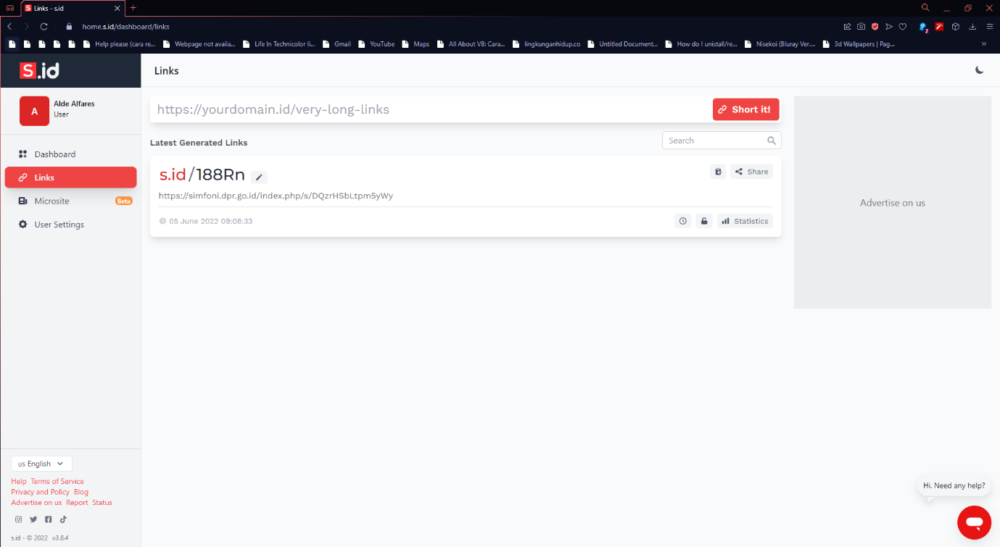 Links - s.id
home.s.id/dashboard/links
Help please (cara re...
Webpage not availa...
Life In Technicolor li...
Gmail
YouTube
Maps
All About VB: Cara...
lingkunganhidup.co
Untitled Document...
How do I unistall/re...
Nisekoi (Bluray Ver....
3d Wallpapers | Pag...
2
S.id
Links
A
Alde Alfares
User
https://yourdomain.id/very-long-links
Short it!
Latest Generated Links
Search
Dashboard
Links
Microsite
Beta
User Settings
s.id/188Rn
Share
https://simfoni.dpr.go.id/index.php/s/DQzrHSbLtpm5yWy
05 June 2022 09:08:33
Statistics
Advertise on us
us English
Help Terms of Service
Privacy and Policy Blog
Advertise on us Report Status
s.id - © 2022 v3.8.4
Hi. Need any help?